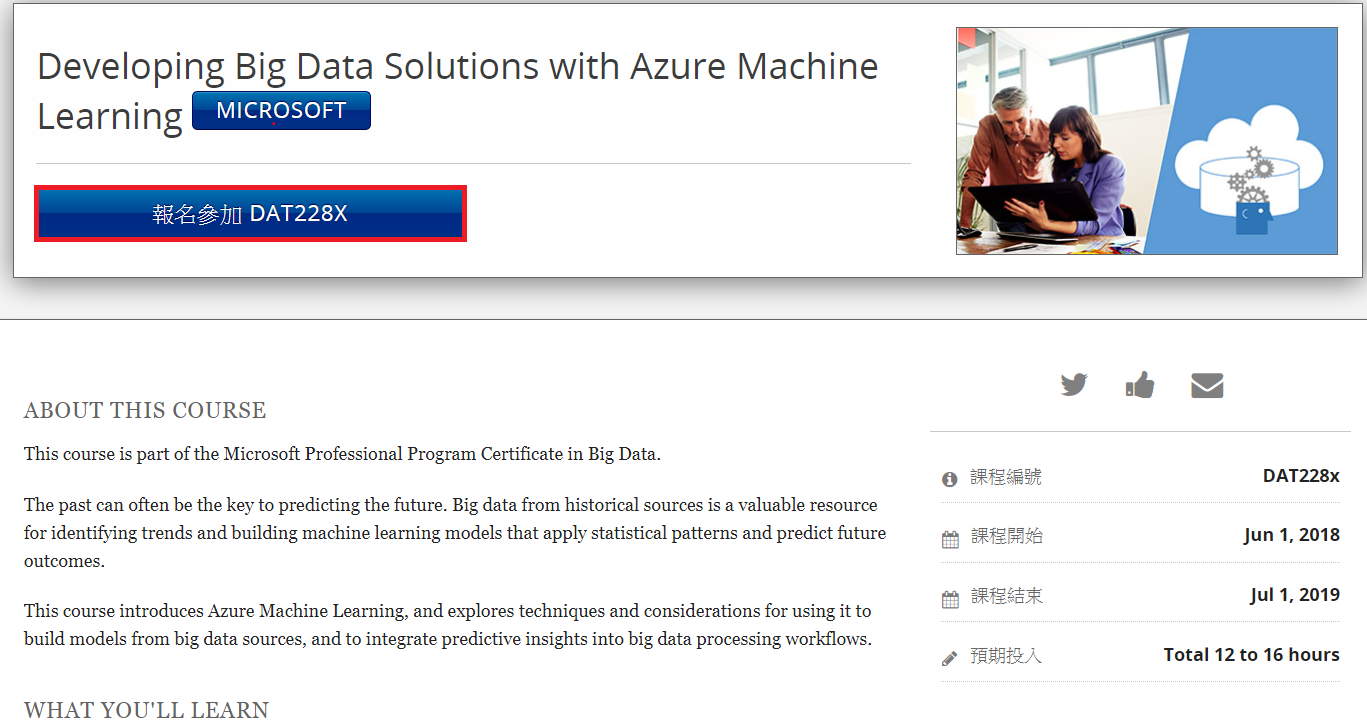 Developing Big Data Solutions with Azure Machine
Learning MICROSOFT
報名參加 DAT228X
ABOUT THIS COURSE
This course is part of the Microsoft Professional Program Certificate in Big Data.
The past can often be the key to predicting the future. Big data from historical sources is a valuable resource
for identifying trends and building machine learning models that apply statistical patterns and predict future
outcomes.
This course introduces Azure Machine Learning, and explores techniques and considerations for using it to
build models from big data sources, and to integrate predictive insights into big data processing workflows.
WHAT YOU'LL LEARN
課程編號 DAT228x
課程開始 Jun 1, 2018
課程結束 Jul 1, 2019
預期投入 Total 12 to 16 hours